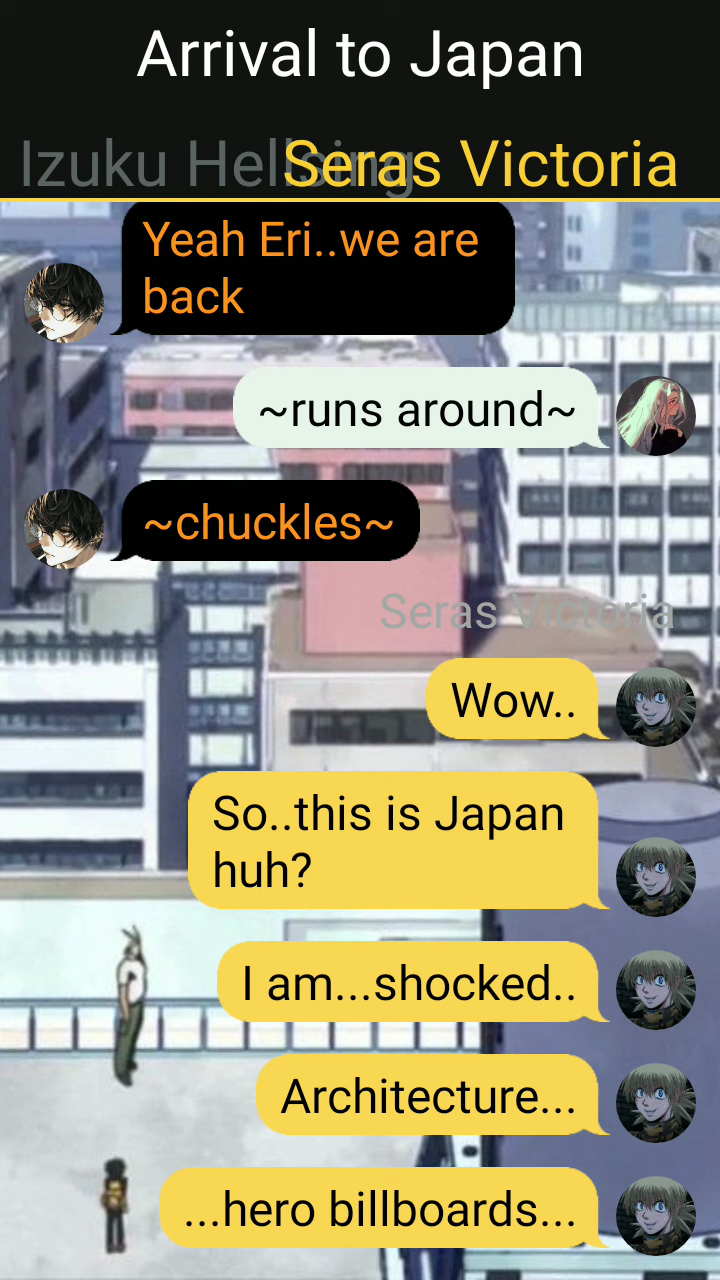 Arrival to Japan
Izuku Hellsing
Seras Victoria
Yeah Eri..we are
back
~runs around~
~chuckles~
Seras Victoria
Wow..
So..this is Japan
huh?
I am...shocked..
Architecture...
...hero billboards...